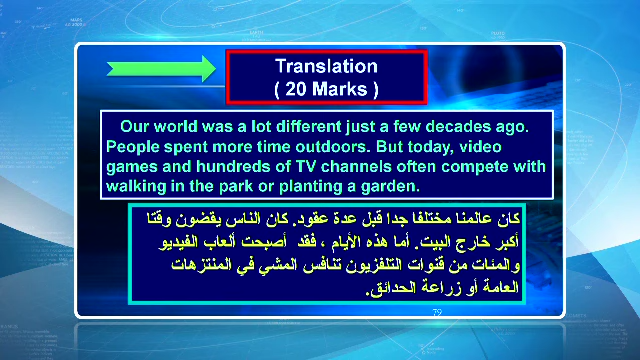 Translation
( 20 Marks )
Our world was a lot different just a few decades ago.
People spent more time outdoors. But today, video
games and hundreds of TV channels often compete with
walking in the park or planting a garden.
كان عالمنا مختلفا جدا قبل عدة عقود. كان الناس يقضون وقتا
أكبر خارج البيت. أما هذه الأيام ، فقد أصبحت ألعاب الفيديو
والمئات من قنوات التلفزيون تنافس المشي في المنتزهات
العامة أو زراعة الحدائق.
79